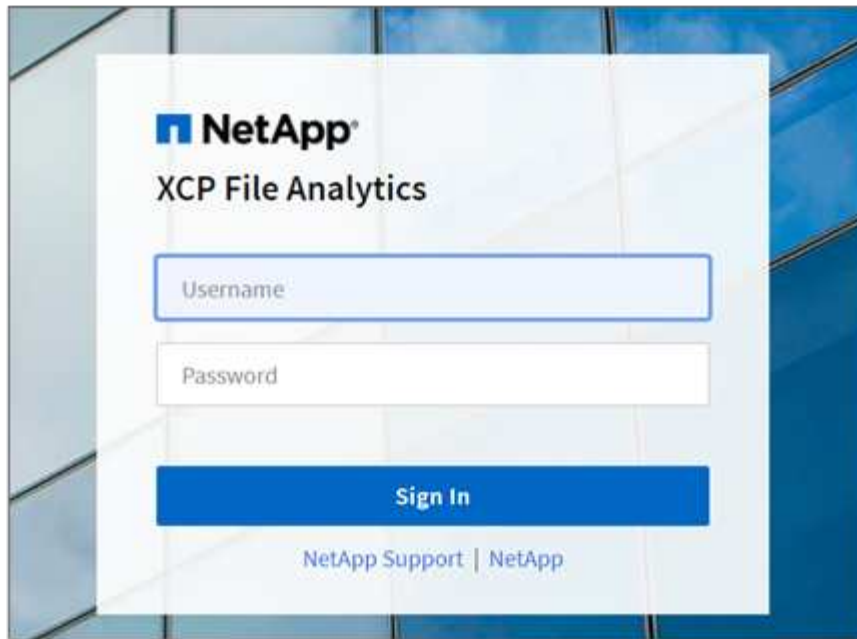 NetApp®
XCP File Analytics
Username
Password
Sign In
NetApp Support | NetApp